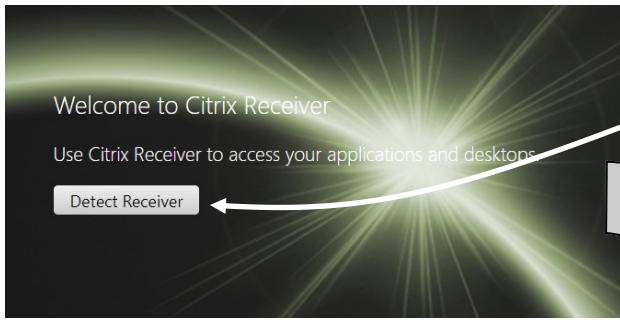 Welcome to Citrix Receiver
Use Citrix Receiver to access your applications and desktops.
Detect Receiver